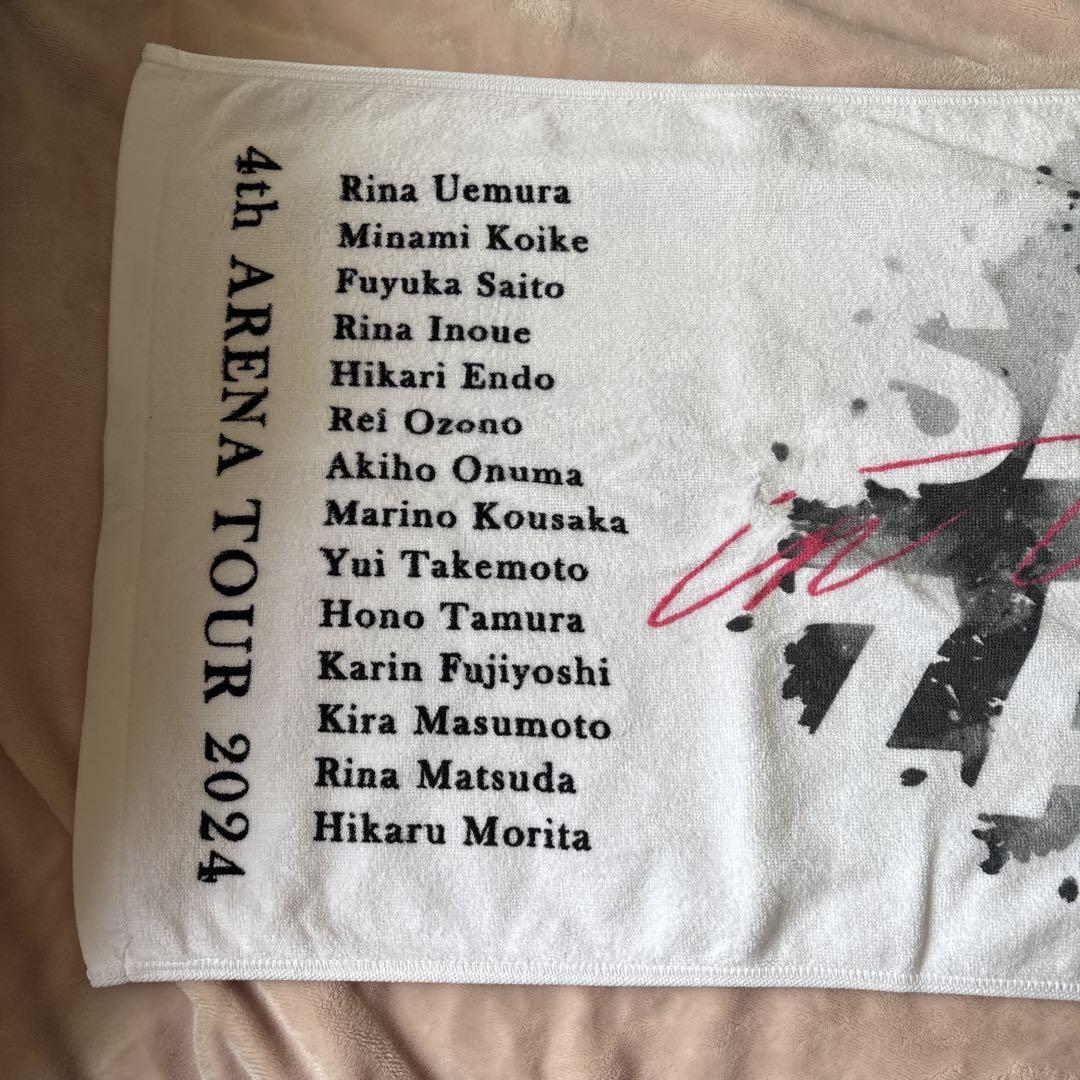 4th ARENA TOUR 2024
Rina Uemura
Minami Koike
Fuyuka Saito
Rina Inoue
Hikari Endo
Rei Ozono
Akiho Onuma
Marino Kousaka
Yui Takemoto
Hono Tamura
Karin Fujiyoshi
Kira Masumoto
Rina Matsuda
Hikaru Morita